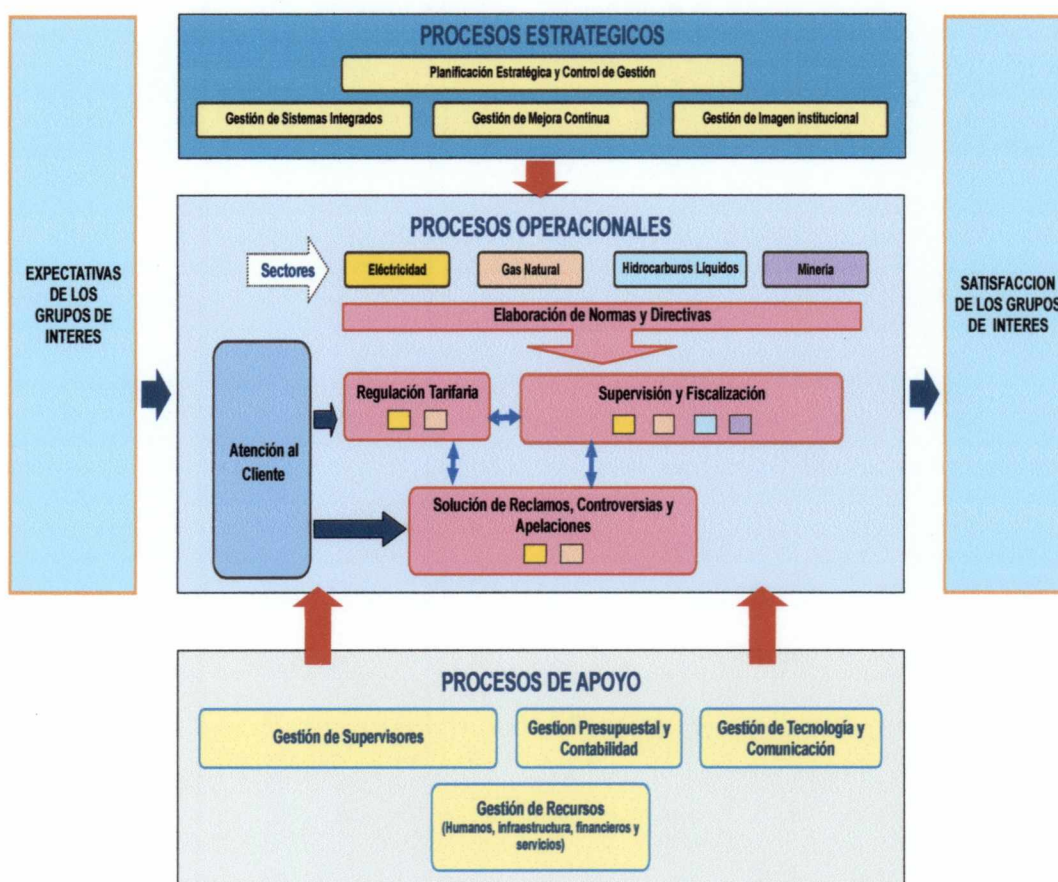 PROCESOS ESTRATEGICOS
Planificación Estratégica y Control de Gestión
Gestión de Sistemas Integrados
Gestión de Mejora Continua
Gestión de Imagen institucional
EXPECTATIVAS
DE LOS
GRUPOS DE
INTERES
PROCESOS OPERACIONALES
Sectores
Eléctricidad
Gas Natural
Hidrocarburos Líquidos
Minería
Elaboración de Normas y Directivas
Atención al
Cliente
Regulación Tarifaria
Supervisión y Fiscalización
Solución de Reclamos, Controversias y
Apelaciones
SATISFACCION
DE LOS GRUPOS
DE INTERES
PROCESOS DE APOYO
Gestión de Supervisores
Gestion Presupuestal y
Contabilidad
Gestión de Tecnología y
Comunicación
Gestión de Recursos
(Humanos, infraestructura, financieros y
servicios)